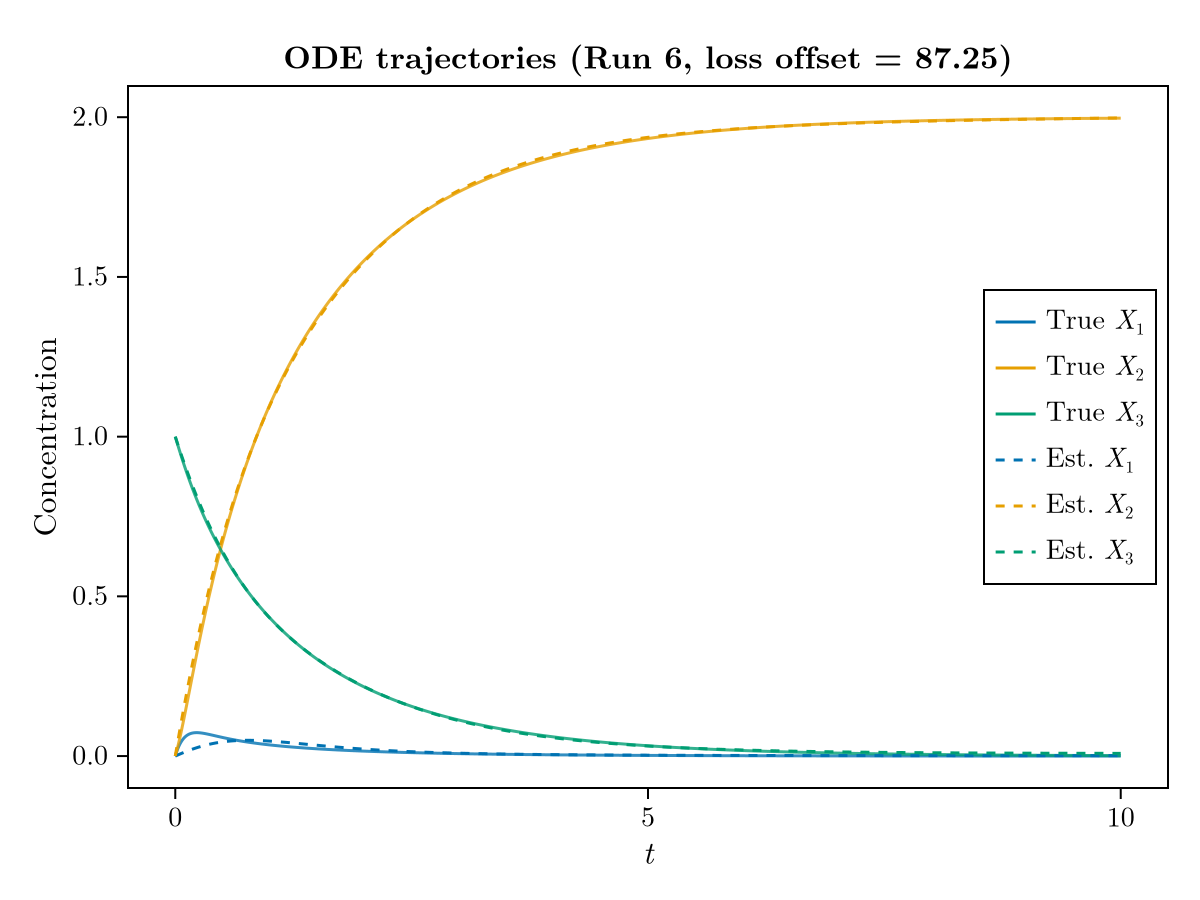 ODE trajectories (Run 6, loss offset = 87.25)
2.0
1.5
1.0
0.5
0.0
Concentration
0
5
10
t
True X₁
True X₂
True X₃
Est. X₁
Est. X₂
Est. X₃